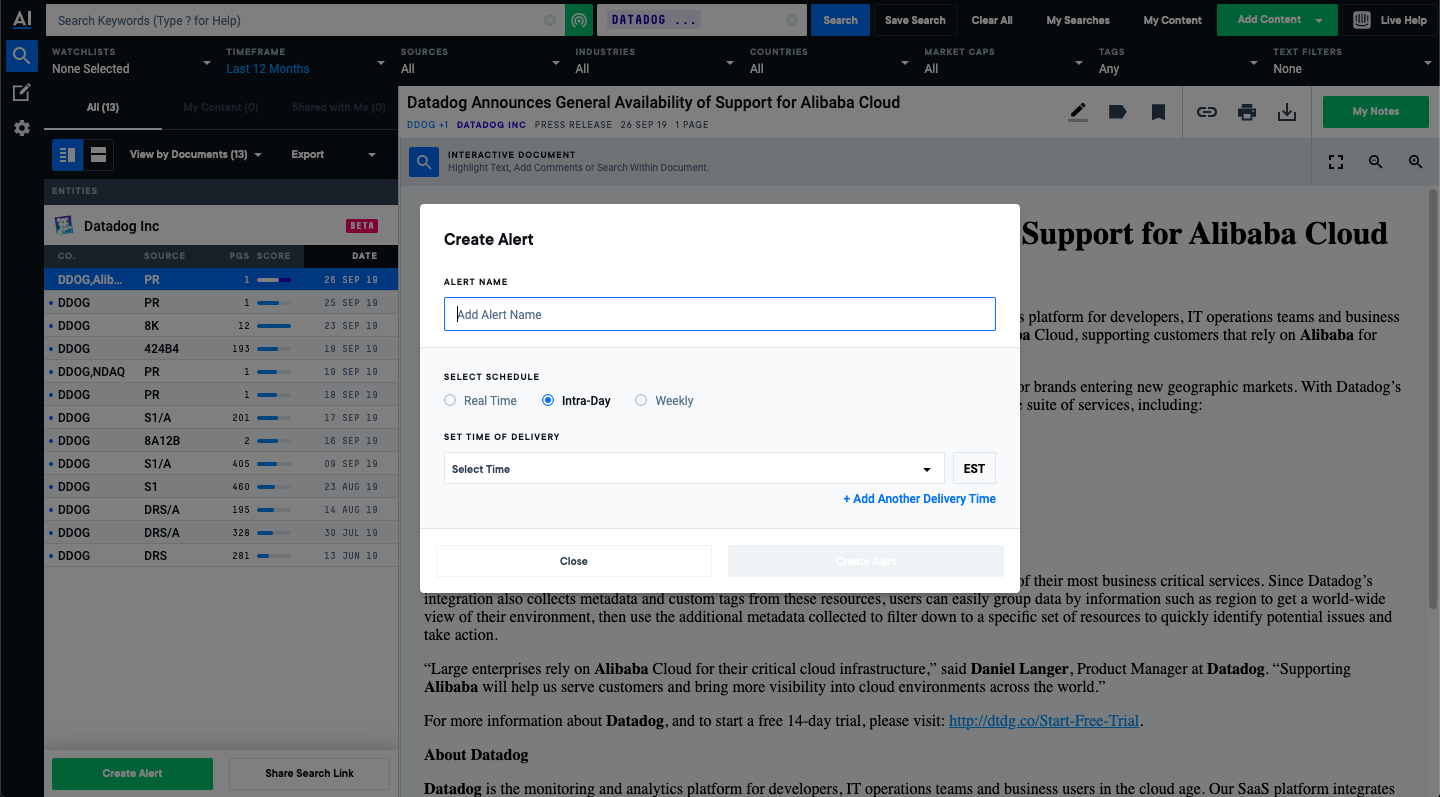 AI
Search Keywords (Type ? for Help)
DATADOG ...
Search
Save Search
Clear All
My Searches
My Content
Add Content
Live Help
WATCHLISTS
None Selected
TIMEFRAME
Last 12 Months
SOURCES
All
INDUSTRIES
All
COUNTRIES
All
MARKET CAPS
All
TAGS
Any
TEXT FILTERS
None
All (13)
My Content (0)
Shared with Me (0)
View by Documents (13)
Export
ENTITIES
Datadog Inc
BETA
CO. SOURCE PGS SCORE DATE
DDOG,Alib... PR 1 26 SEP 19
DDOG PR 1 25 SEP 19
DDOG 8K 12 23 SEP 19
DDOG 424B4 193 19 SEP 19
DDOG,NDAQ PR 1 19 SEP 19
DDOG PR 1 18 SEP 19
DDOG S1/A 201 17 SEP 19
DDOG 8A12B 2 16 SEP 19
DDOG S1/A 405 09 SEP 19
DDOG S1 460 23 AUG 19
DDOG DRS/A 195 14 AUG 19
DDOG DRS/A 328 30 JUL 19
DDOG DRS 281 13 JUN 19
Create Alert
Share Search Link
Datadog Announces General Availability of Support for Alibaba Cloud
DDOG +1 DATADOG INC PRESS RELEASE 26 SEP 19 1 PAGE
My Notes
INTERACTIVE DOCUMENT
Highlight Text, Add Comments or Search Within Document.
Support for Alibaba Cloud
s platform for developers, IT operations teams and business
ba Cloud, supporting customers that rely on Alibaba for
or brands entering new geographic markets. With Datadog’s
c suite of services, including:
Create Alert
ALERT NAME
Add Alert Name
SELECT SCHEDULE
Real Time
Intra-Day
Weekly
SET TIME OF DELIVERY
Select Time
EST
+ Add Another Delivery Time
Close
Create Alert
of their most business critical services. Since Datadog’s
integration also collects metadata and custom tags from these resources, users can easily group data by information such as region to get a world-wide
view of their environment, then use the additional metadata collected to filter down to a specific set of resources to quickly identify potential issues and
take action.
“Large enterprises rely on Alibaba Cloud for their critical cloud infrastructure,” said Daniel Langer, Product Manager at Datadog. “Supporting
Alibaba will help us serve customers and bring more visibility into cloud environments across the world.”
For more information about Datadog, and to start a free 14-day trial, please visit: http://dtdg.co/Start-Free-Trial.
About Datadog
Datadog is the monitoring and analytics platform for developers, IT operations teams and business users in the cloud age. Our SaaS platform integrates